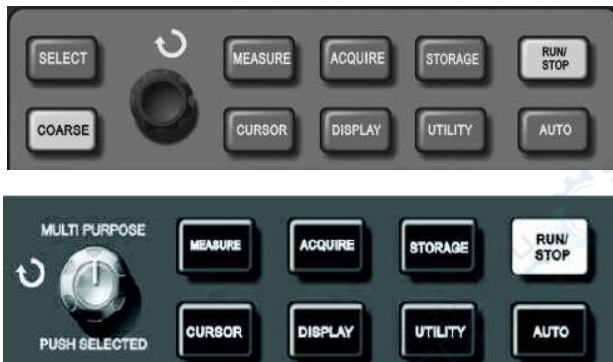 SELECT
MEASURE
ACQUIRE
STORAGE
RUN/
STOP
COARSE
CURSOR
DISPLAY
UTILITY
AUTO
MULTI PURPOSE
MEASURE
ACQUIRE
STORAGE
RUN/
STOP
PUSH SELECTED
CURSOR
DISPLAY
UTILITY
AUTO